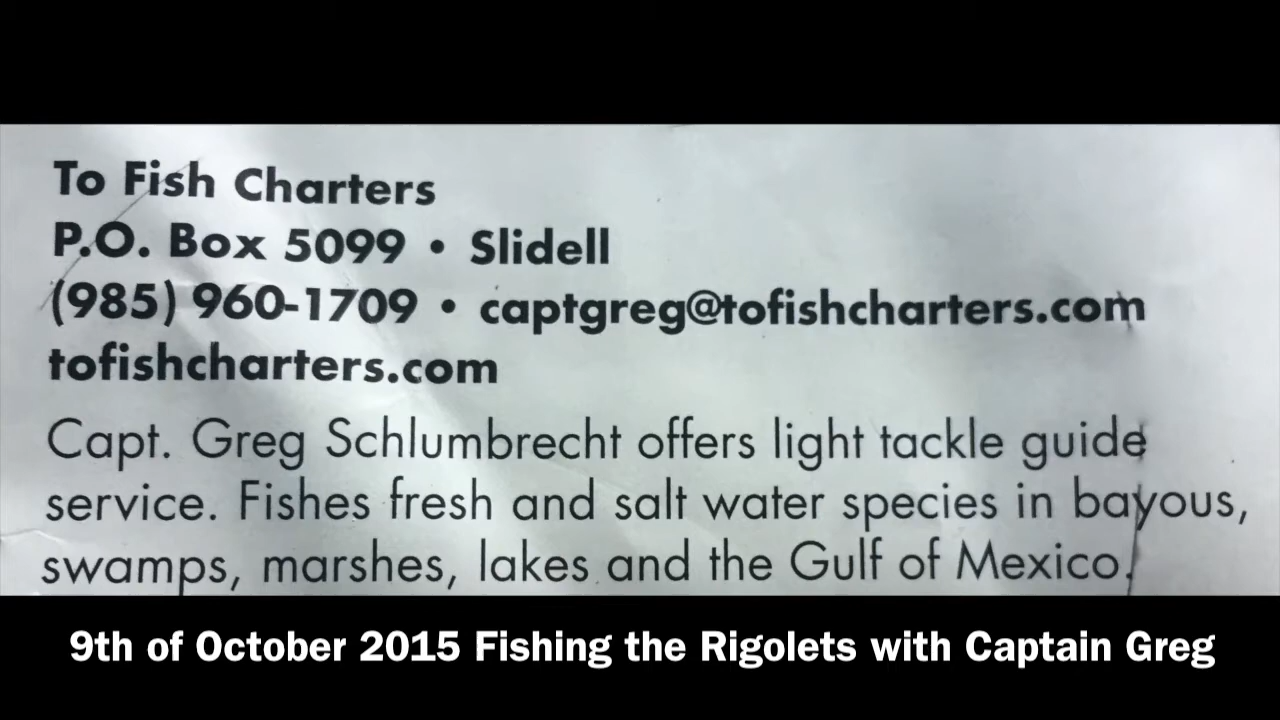 To Fish Charters
P.O. Box 5099 • Slidell
(985) 960-1709 • captgreg@tofishcharters.com
tofishcharters.com
Capt. Greg Schlumbrecht offers light tackle guide
service. Fishes fresh and salt water species in bayous,
swamps, marshes, lakes and the Gulf of Mexico.
9th of October 2015 Fishing the Rigolets with Captain Greg